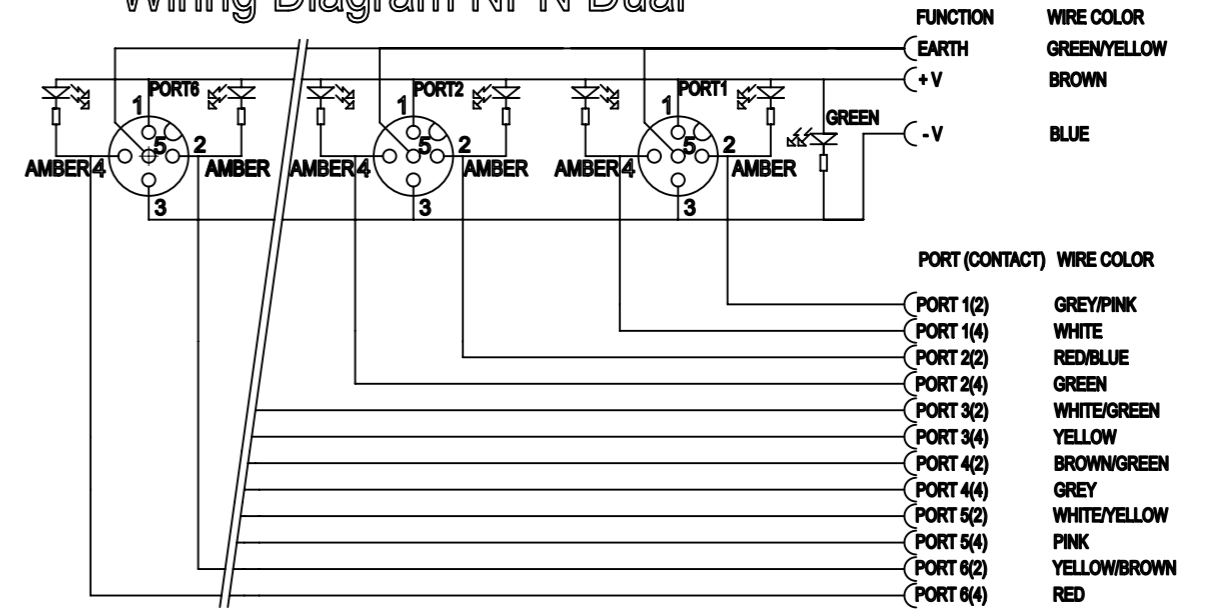 Wiring Diagram NPN Dual
FUNCTION WIRE COLOR
EARTH GREEN/YELLOW
+ V BROWN
- V BLUE
PORT6 PORT2 PORT1
GREEN
1 5 2 1 5 2 1 5 2
AMBER 4 AMBER AMBER 4 AMBER AMBER 4 AMBER
3 3 3
PORT (CONTACT) WIRE COLOR
PORT 1(2) GREY/PINK
PORT 1(4) WHITE
PORT 2(2) RED/BLUE
PORT 2(4) GREEN
PORT 3(2) WHITE/GREEN
PORT 3(4) YELLOW
PORT 4(2) BROWN/GREEN
PORT 4(4) GREY
PORT 5(2) WHITE/YELLOW
PORT 5(4) PINK
PORT 6(2) YELLOW/BROWN
PORT 6(4) RED